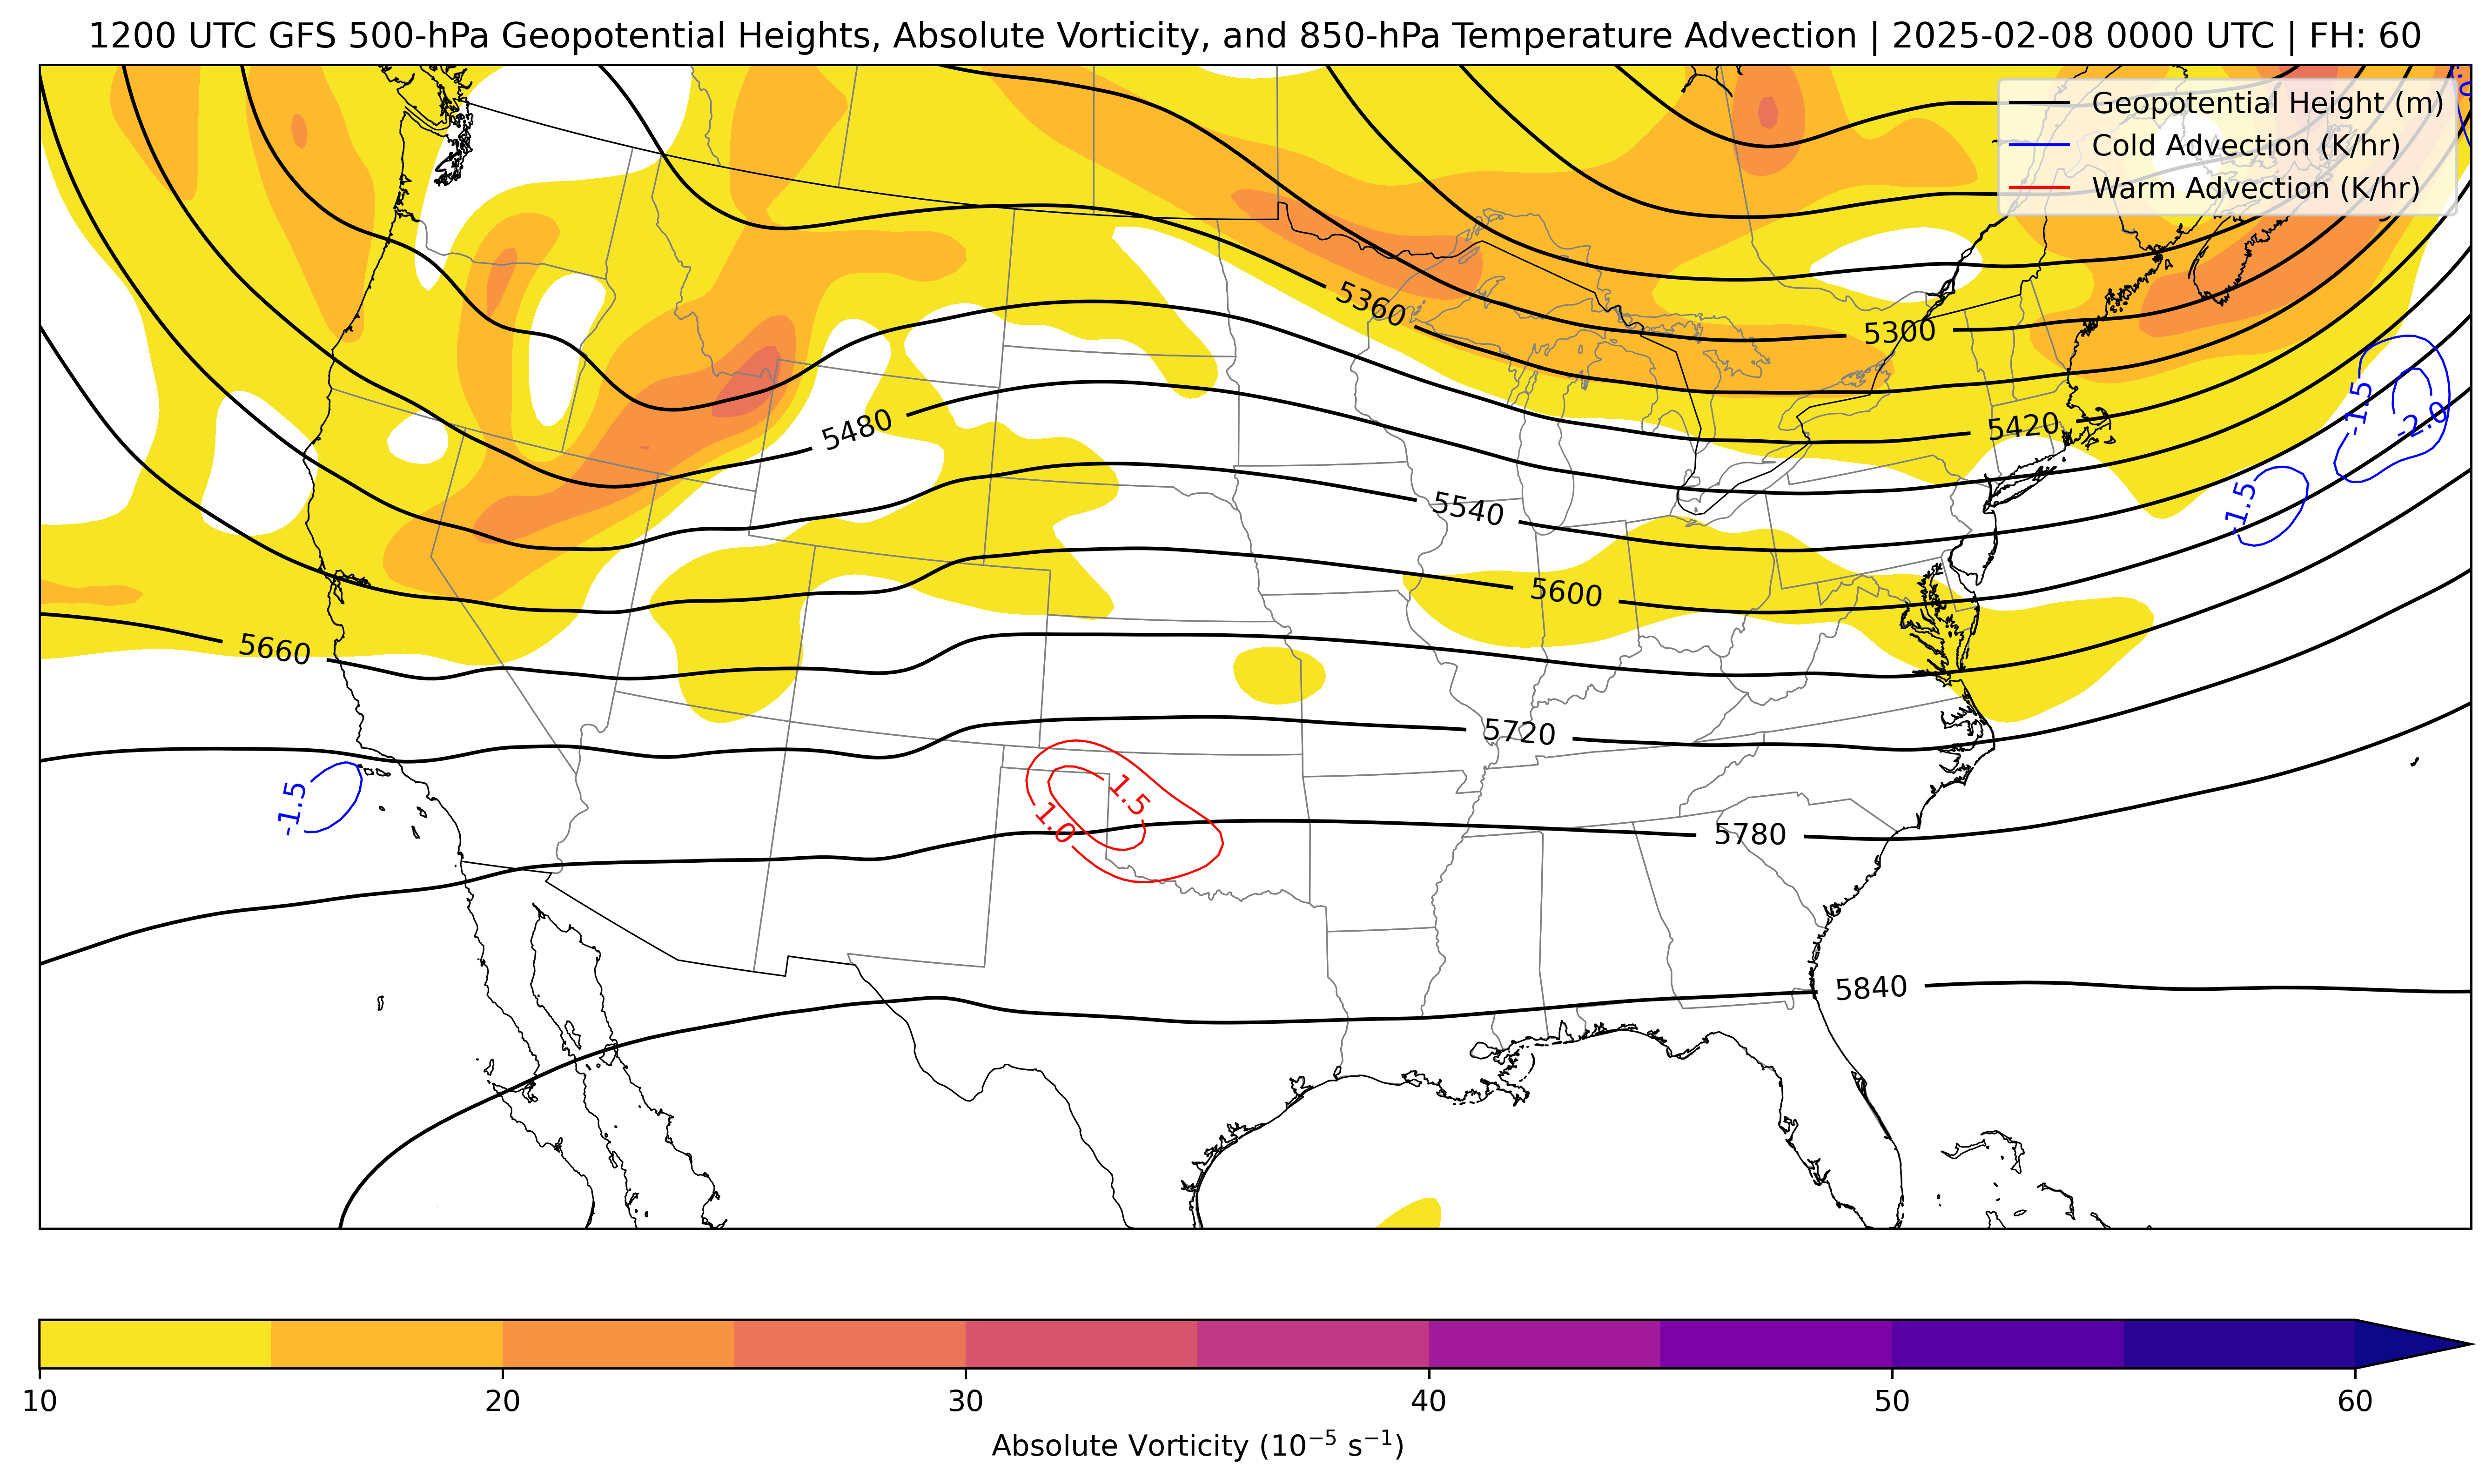 1200 UTC GFS 500-hPa Geopotential Heights, Absolute Vorticity, and 850-hPa Temperature Advection | 2025-02-08 0000 UTC | FH: 60
Geopotential Height (m)
Cold Advection (K/hr)
Warm Advection (K/hr)
5360
5300
-1.5
-2.0
5480
5420
5540
-1.5
5600
5660
5720
-1.5
1.5
1.0
5780
5840
10 20 30 40 50 60
Absolute Vorticity (10⁻⁵ s⁻¹)